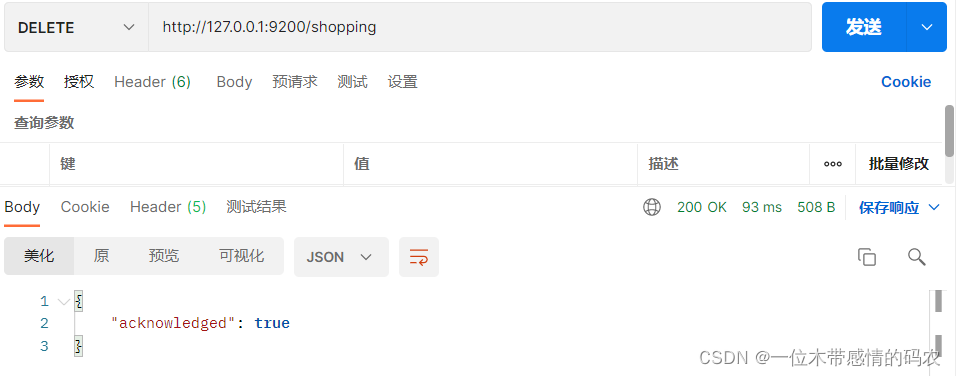 DELETE http://127.0.0.1:9200/shopping 发送
参数 授权 Header (6) Body 预请求 测试 设置 Cookie
查询参数
键 值 描述 ooo 批量修改
Body Cookie Header (5) 测试结果 200 OK 93 ms 508 B 保存响应
美化 原 预览 可视化 JSON
1 {
2 "acknowledged": true
3 }
CSDN @一位木带感情的码农